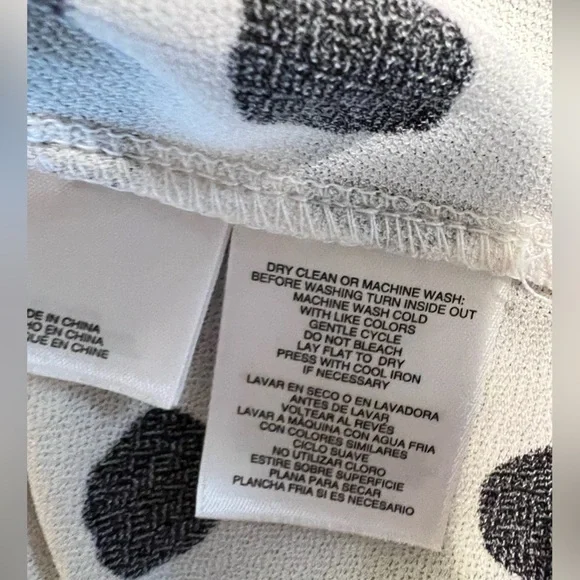 DE IN CHINA
HO EN CHINA
QUE EN CHINE
DRY CLEAN OR MACHINE WASH:
BEFORE WASHING TURN INSIDE OUT
MACHINE WASH COLD
WITH LIKE COLORS
GENTLE CYCLE
DO NOT BLEACH
LAY FLAT TO DRY
PRESS WITH COOL IRON
IF NECESSARY
LAVAR EN SECO O EN LAVADORA
ANTES DE LAVAR
VOLTEAR AL REVÉS
LAVAR A MÁQUINA CON AGUA FRIA
CON COLORES SIMILARES
CICLO SUAVE
NO UTILIZAR CLORO
ESTIRE SOBRE SUPERFICIE
PLANA PARA SECAR
PLANCHA FRIA SI ES NECESARIO